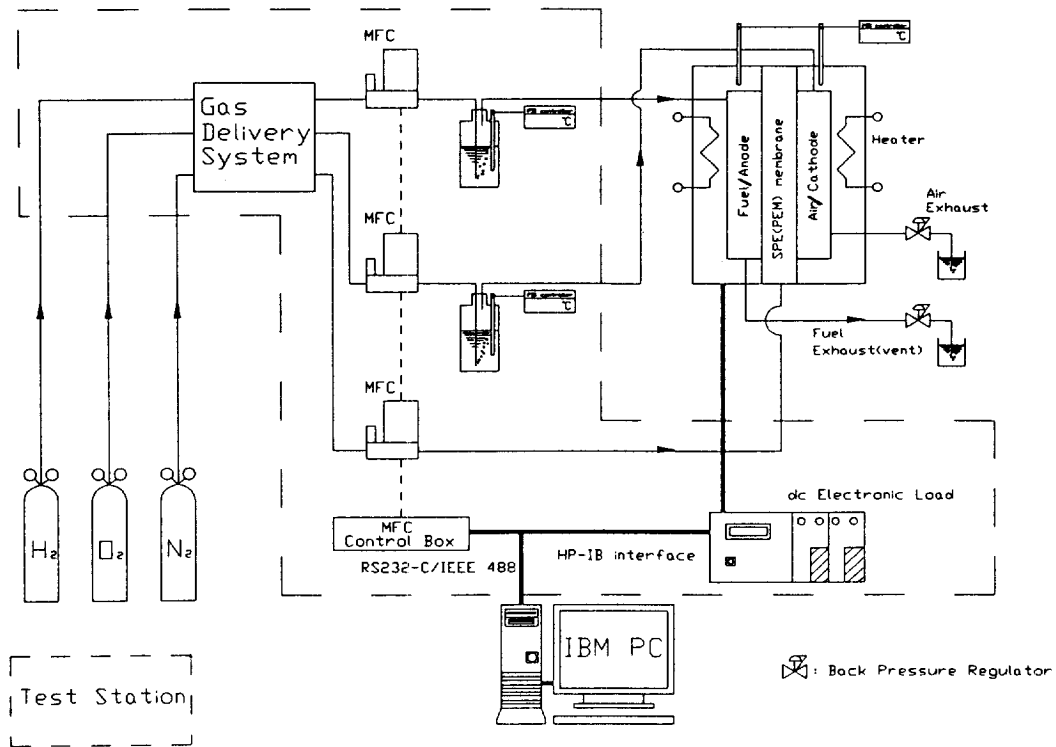 MFC
℃
Gas
Delivery
System
℃
Fuel/Anode
SPE(PEM) membrane
Air/Cathode
Heater
Air
Exhaust
MFC
℃
Fuel
Exhaust(vent)
MFC
H2
O2
N2
dc Electronic Load
MFC
Control Box
HP-IB interface
RS232-C/IEEE 488
IBM PC
Test Station
: Back Pressure Regulator